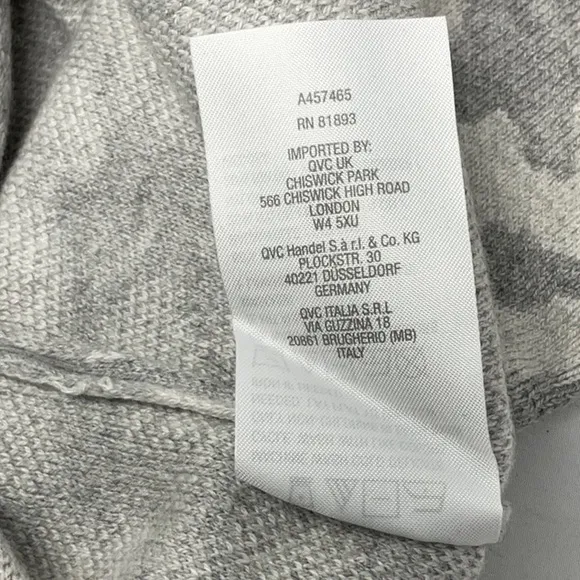 A457465
RN 81893
IMPORTED BY:
QVC UK
CHISWICK PARK
566 CHISWICK HIGH ROAD
LONDON
W4 5XU
QVC Handel S.à r.l. & Co. KG
PLOCKSTR. 30
40221 DUSSELDORF
GERMANY
QVC ITALIA S.R.L
VIA GUZZINA 18
20861 BRUGHERIO (MB)
ITALY